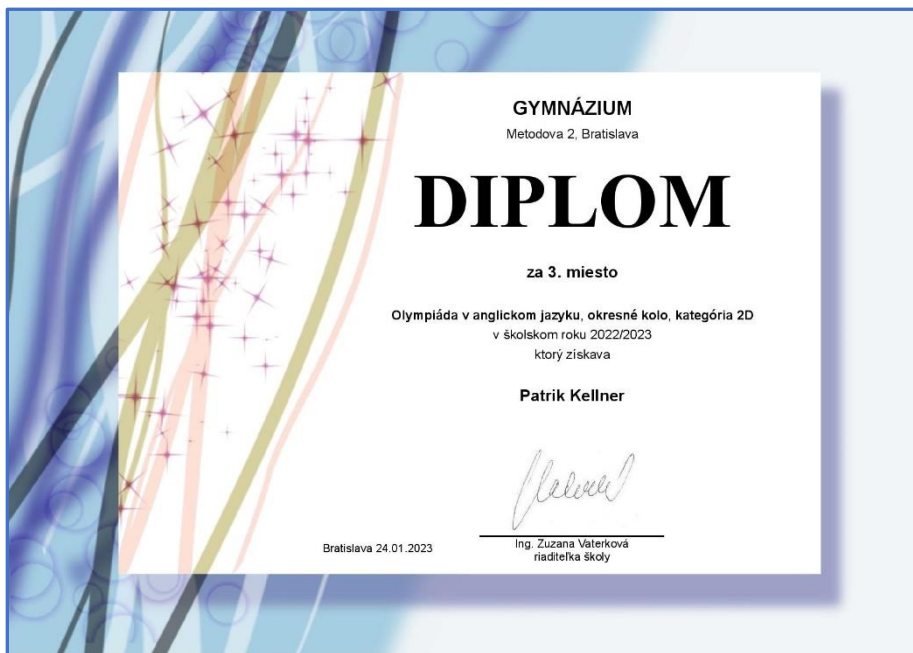 GYMNÁZIUM
Metodova 2, Bratislava
DIPLOM
za 3. miesto
Olympiáda v anglickom jazyku, okresné kolo, kategória 2D
v školskom roku 2022/2023
ktorý získava
Patrik Kellner
Bratislava 24.01.2023
Ing. Zuzana Vaterková
riaditeľka školy